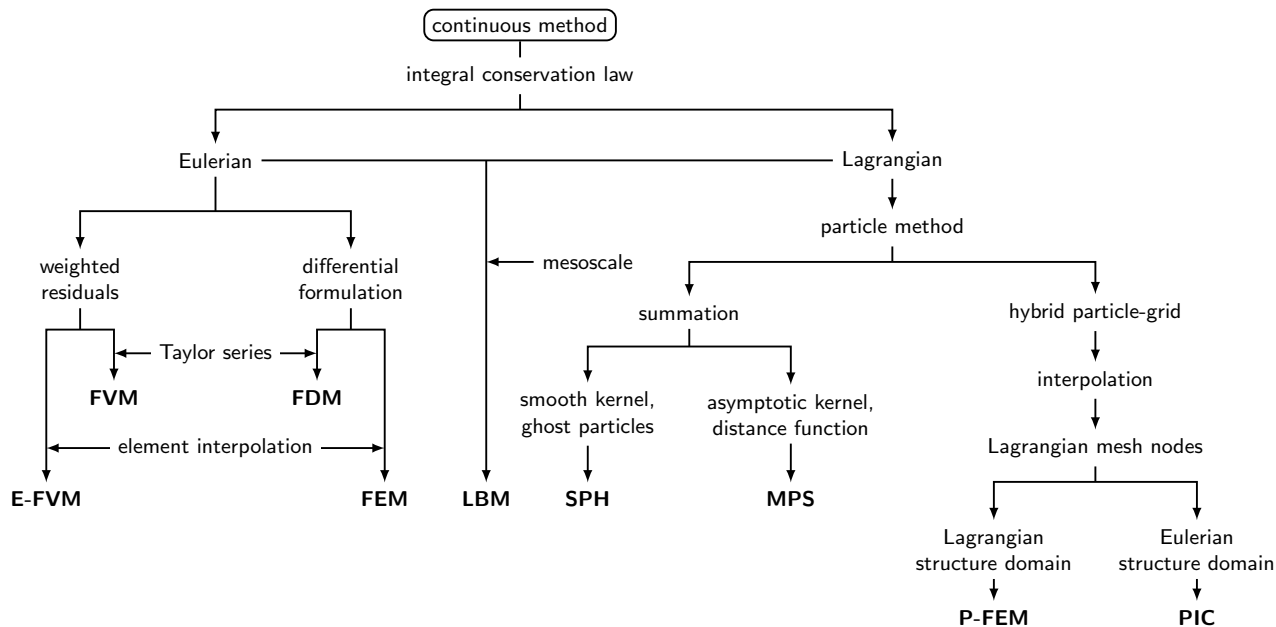 continuous method
integral conservation law
Eulerian
Lagrangian
particle method
weighted
residuals
differential
formulation
mesoscale
summation
hybrid particle-grid
Taylor series
FVM
FDM
smooth kernel,
ghost particles
asymptotic kernel,
distance function
interpolation
element interpolation
Lagrangian mesh nodes
E-FVM
FEM
LBM
SPH
MPS
Lagrangian
structure domain
Eulerian
structure domain
P-FEM
PIC